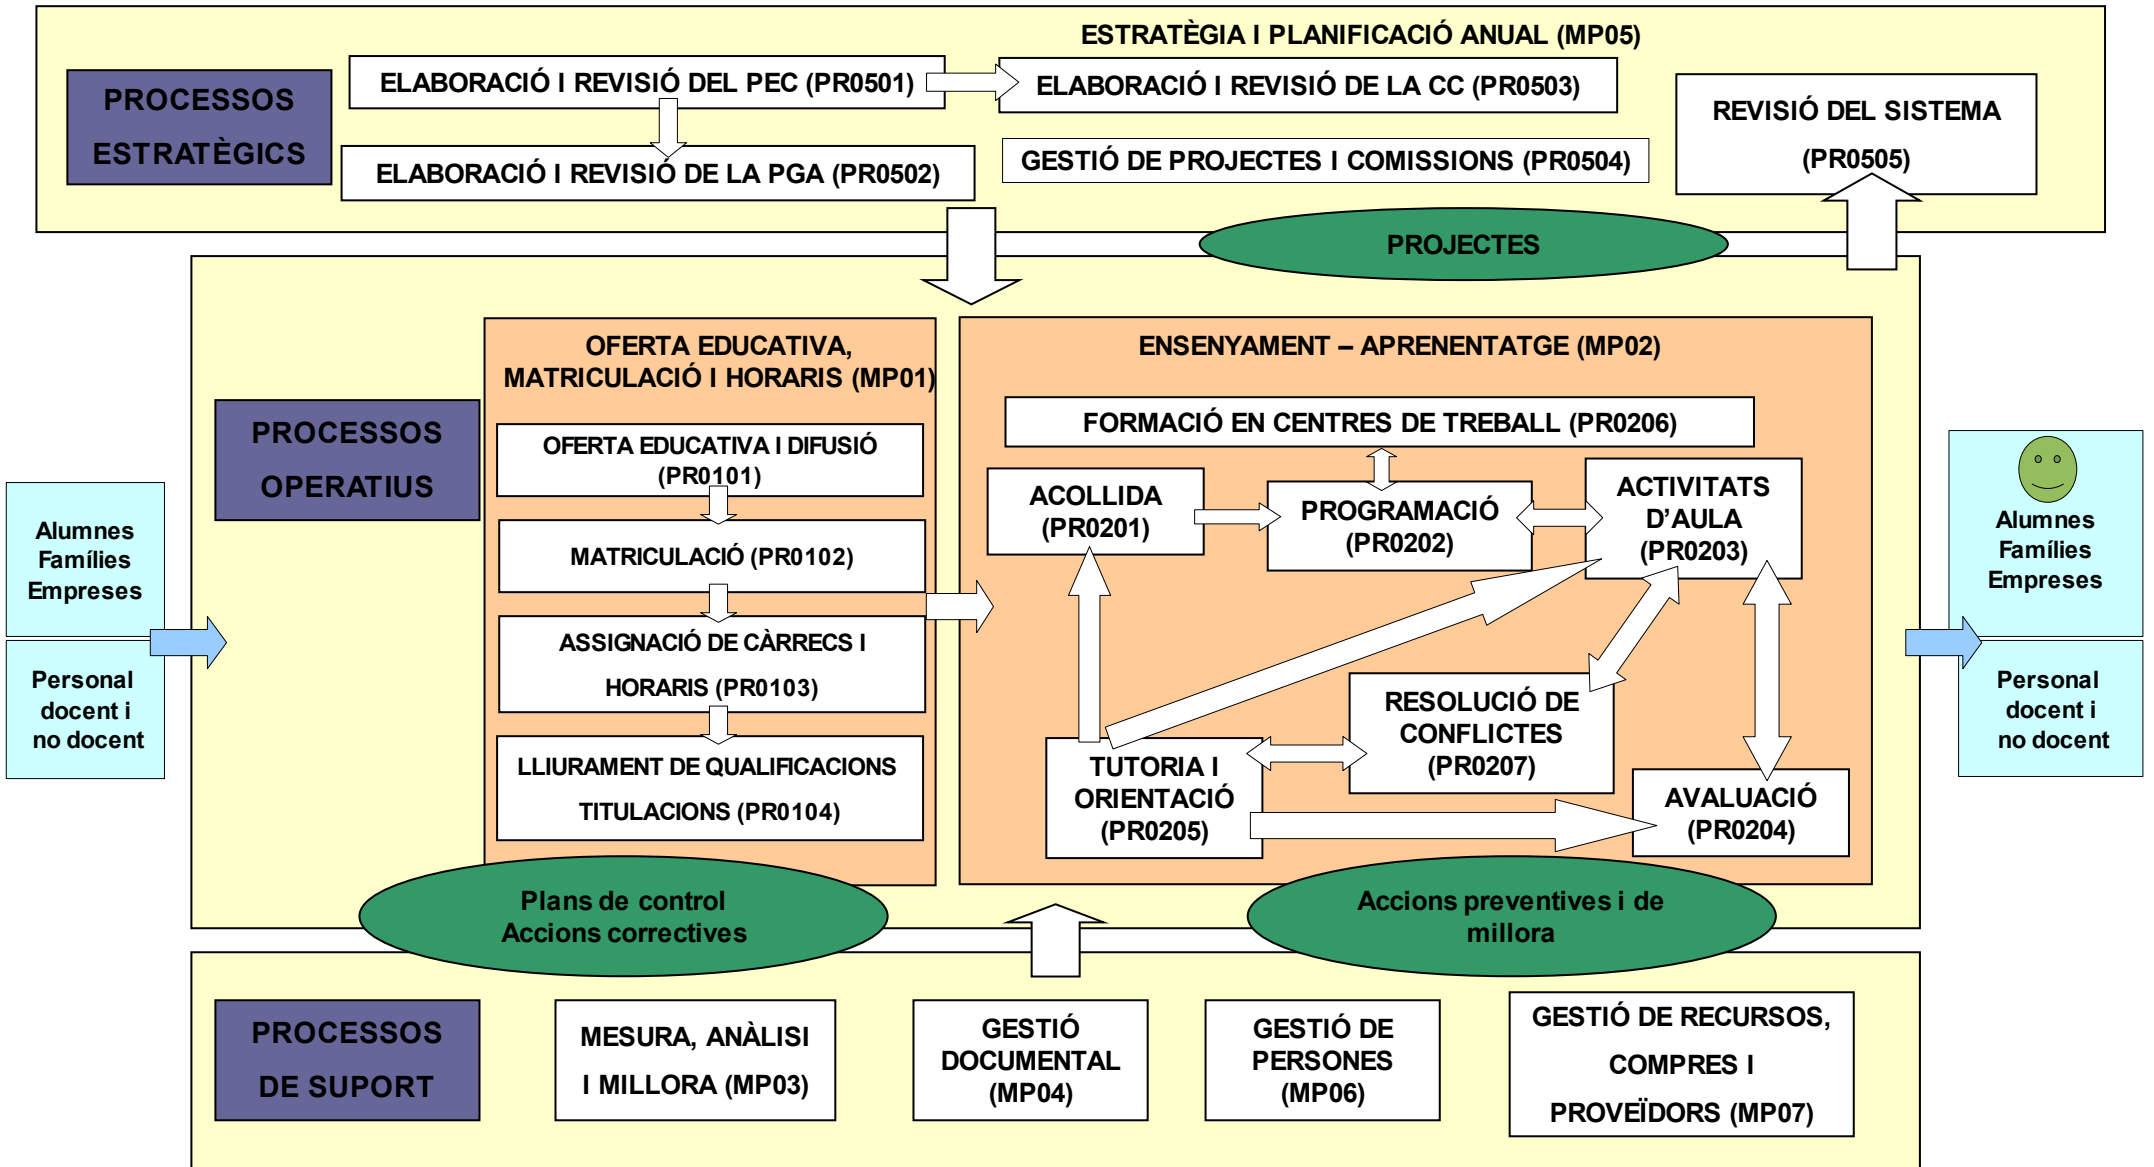 ESTRATÈGIA I PLANIFICACIÓ ANUAL (MP05)
PROCESSOS
ESTRATÈGICS
ELABORACIÓ I REVISIÓ DEL PEC (PR0501)
ELABORACIÓ I REVISIÓ DE LA CC (PR0503)
ELABORACIÓ I REVISIÓ DE LA PGA (PR0502)
GESTIÓ DE PROJECTES I COMISSIONS (PR0504)
REVISIÓ DEL SISTEMA
(PR0505)
PROJECTES
PROCESSOS
OPERATIUS
OFERTA EDUCATIVA,
MATRICULACIÓ I HORARIS (MP01)
OFERTA EDUCATIVA I DIFUSIÓ
(PR0101)
MATRICULACIÓ (PR0102)
ASSIGNACIÓ DE CÀRRECS I
HORARIS (PR0103)
LLIURAMENT DE QUALIFICACIONS
TITULACIONS (PR0104)
ENSENYAMENT – APRENENTATGE (MP02)
FORMACIÓ EN CENTRES DE TREBALL (PR0206)
ACOLLIDA
(PR0201)
PROGRAMACIÓ
(PR0202)
ACTIVITATS
D’AULA
(PR0203)
RESOLUCIÓ DE
CONFLICTES
(PR0207)
TUTORIA I
ORIENTACIÓ
(PR0205)
AVALUACIÓ
(PR0204)
Alumnes
Famílies
Empreses
Personal
docent i
no docent
Alumnes
Famílies
Empreses
Personal
docent i
no docent
Plans de control
Accions correctives
Accions preventives i de
millora
PROCESSOS
DE SUPORT
MESURA, ANÀLISI
I MILLORA (MP03)
GESTIÓ
DOCUMENTAL
(MP04)
GESTIÓ DE
PERSONES
(MP06)
GESTIÓ DE RECURSOS,
COMPRES I
PROVEÏDORS (MP07)